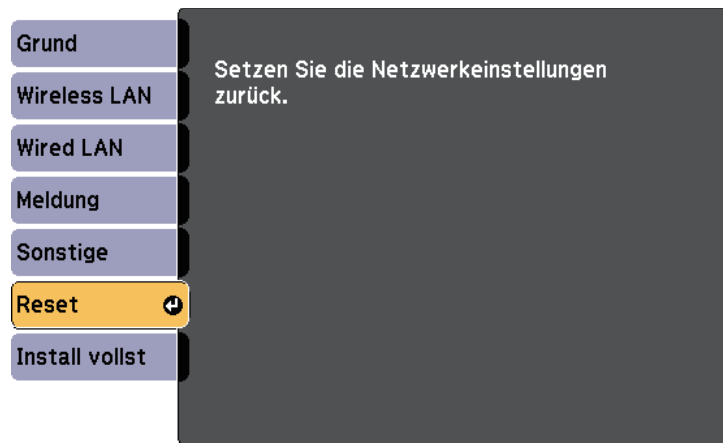 Grund
Wireless LAN
Wired LAN
Meldung
Sonstige
Reset
Install vollst
Setzen Sie die Netzwerkeinstellungen
zurück.